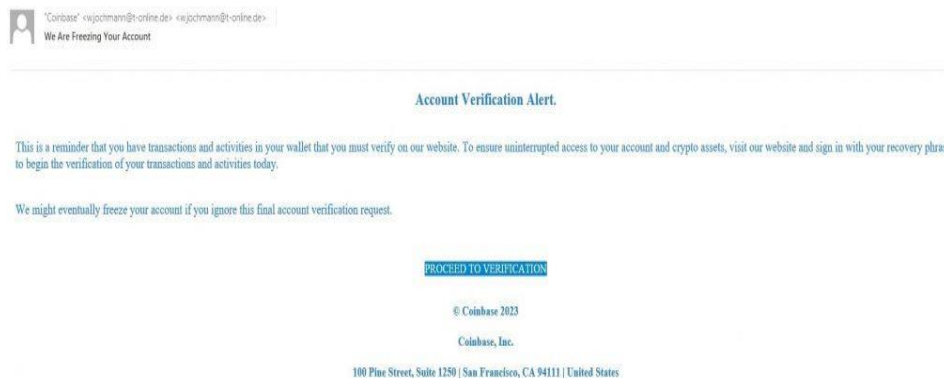 "Coinbase" <wjochmann@t-online.de> <wjochmann@t-online.de>
We Are Freezing Your Account
Account Verification Alert.
This is a reminder that you have transactions and activities in your wallet that you must verify on our website. To ensure uninterrupted access to your account and crypto assets, visit our website and sign in with your recovery phra
to begin the verification of your transactions and activities today.
We might eventually freeze your account if you ignore this final account verification request.
PROCEED TO VERIFICATION
© Coinbase 2023
Coinbase, Inc.
100 Pine Street, Suite 1250 | San Francisco, CA 94111 | United States